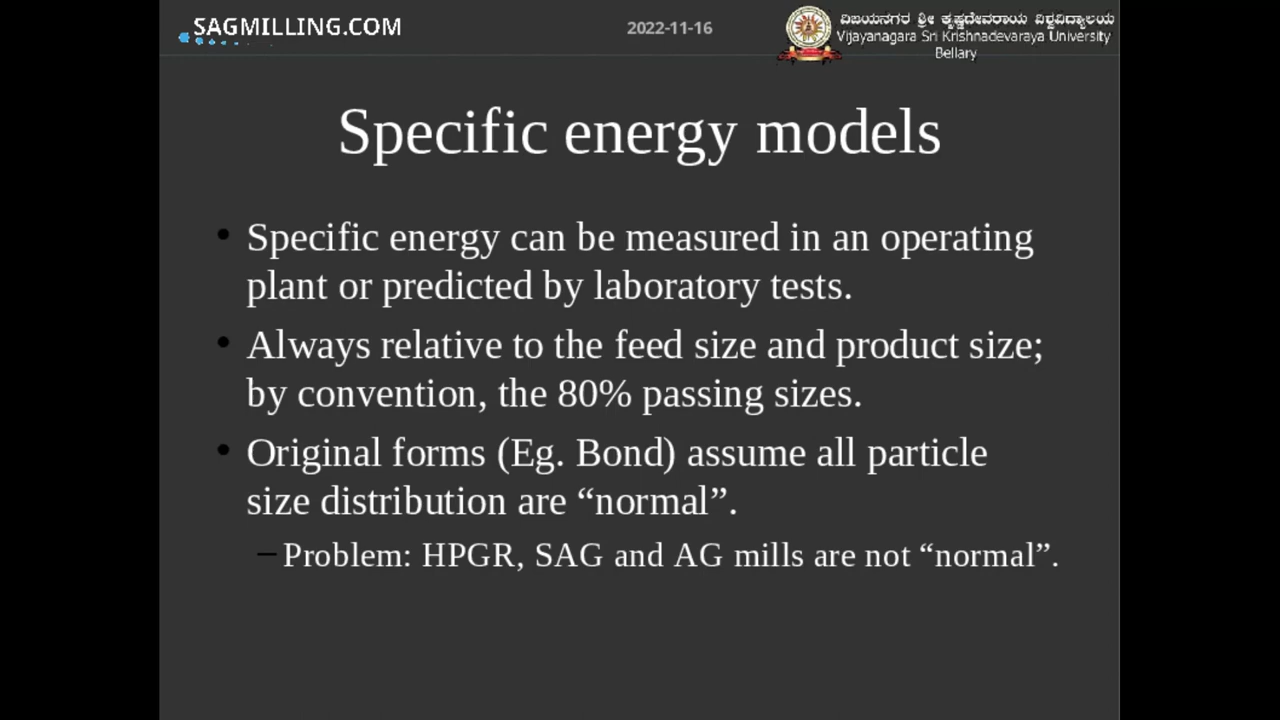 SAGMILLING.COM
2022-11-16
ವಿಜಯನಗರ ಶ್ರೀ ಕೃಷ್ಣದೇವರಾಯ ವಿಶ್ವವಿದ್ಯಾಲಯ
Vijayanagara Sri Krishnadevaraya University
Bellary
Specific energy models
• Specific energy can be measured in an operating
plant or predicted by laboratory tests.
• Always relative to the feed size and product size;
by convention, the 80% passing sizes.
• Original forms (Eg. Bond) assume all particle
size distribution are “normal”.
– Problem: HPGR, SAG and AG mills are not “normal”.